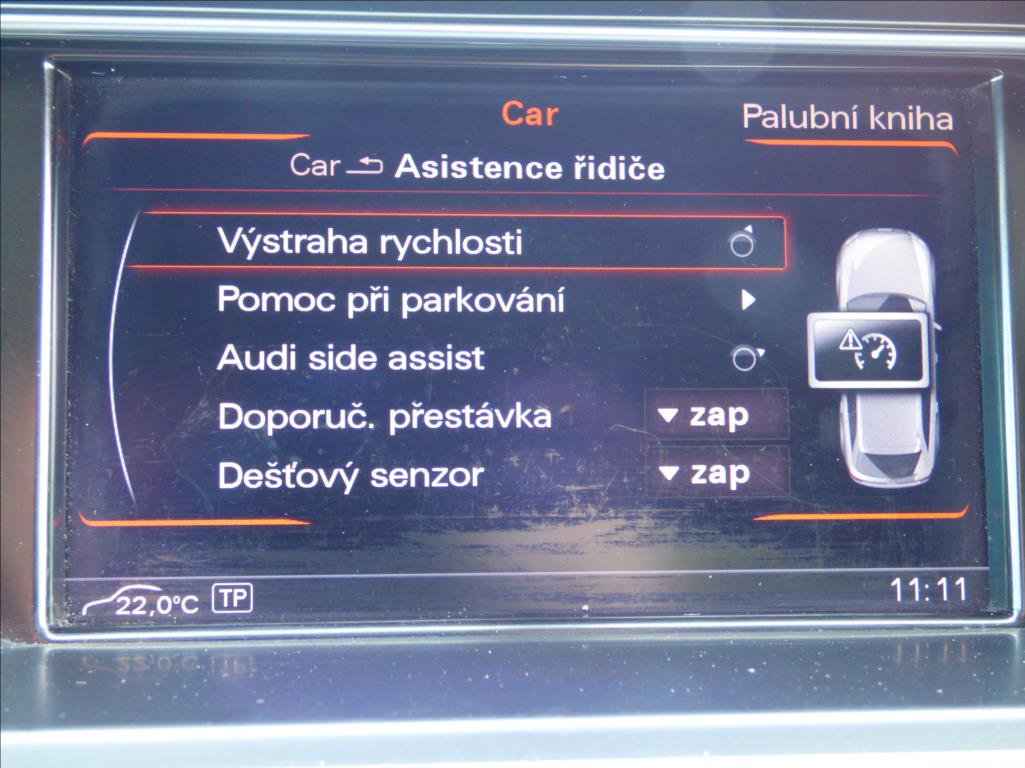 Car
Palubní kniha
Car Asistence řidiče
Výstraha rychlosti
Pomoc při parkování
Audi side assist
Doporuč. přestávka zap
Dešťový senzor zap
22,0°C TP 11:11